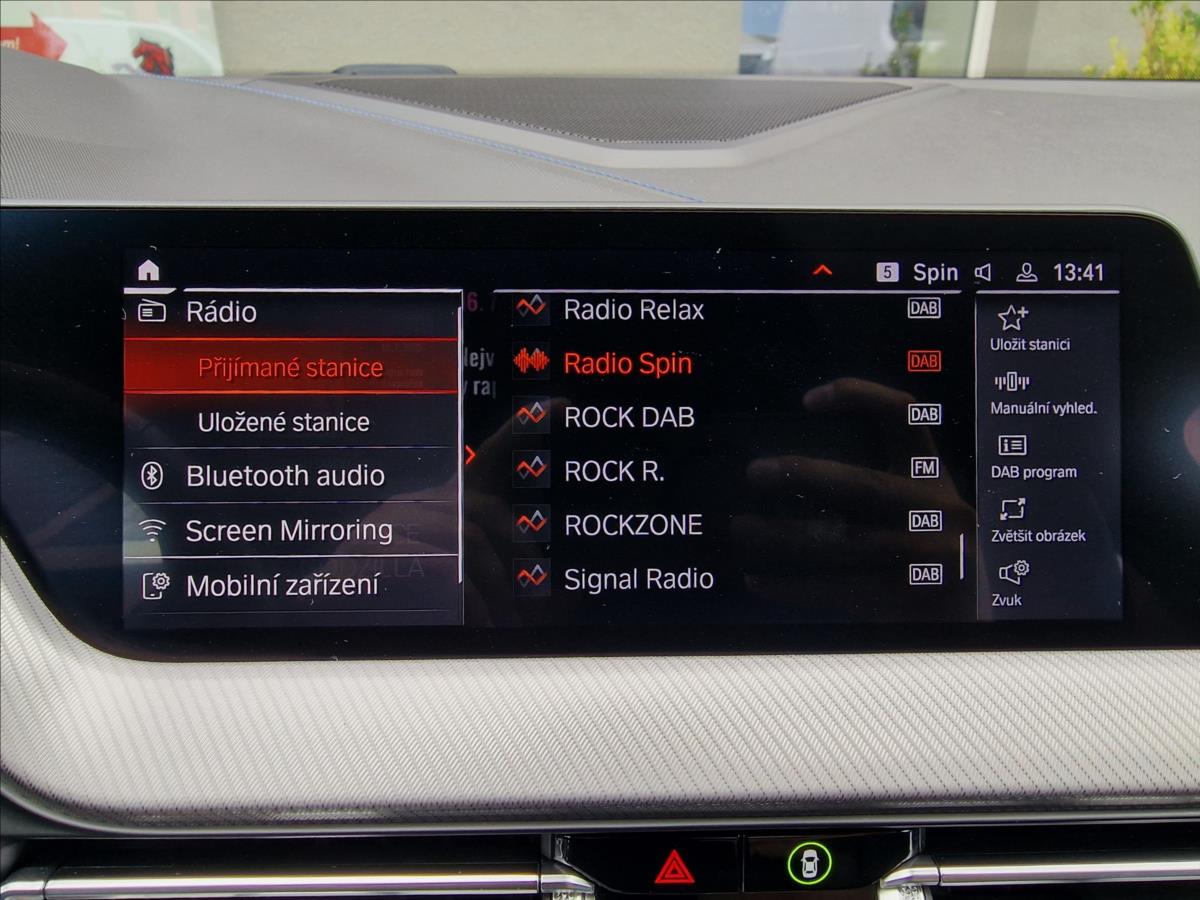 5 Spin 13:41
Rádio
Přijímané stanice
Uložené stanice
Bluetooth audio
Screen Mirroring
Mobilní zařízení
Radio Relax DAB
Radio Spin DAB
ROCK DAB DAB
ROCK R. FM
ROCKZONE DAB
Signal Radio DAB
Uložit stanici
Manuální vyhled.
DAB program
Zvětšit obrázek
Zvuk